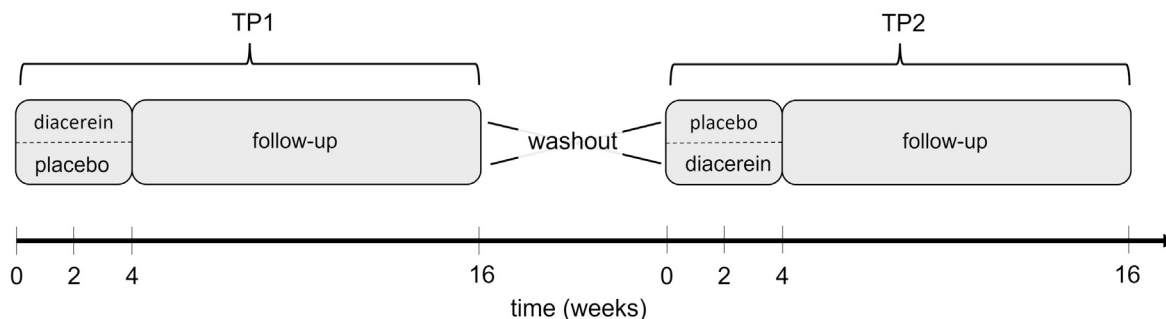 TP1 TP2
diacerein placebo
follow-up washout follow-up
placebo diacerein
0 2 4 16 0 2 4 16
time (weeks)